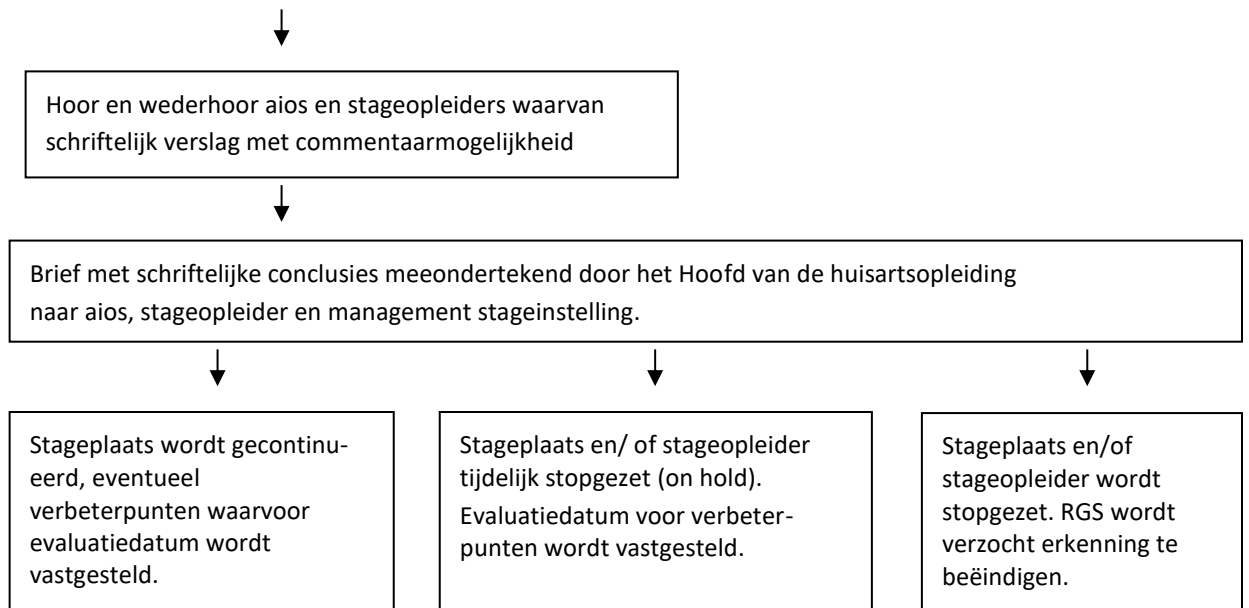 Hoor en wederhoor aios en stageopleiders waarvan
schriftelijk verslag met commentaarmogelijkheid
Brief met schriftelijke conclusies meeondertekend door het Hoofd van de huisartsopleiding
naar aios, stageopleider en management stageinstelling.
Stageplaats wordt gecontinu-
eerd, eventueel
verbeterpunten waarvoor
evaluatiedatum wordt
vastgesteld.
Stageplaats en/ of stageopleider
tijdelijk stopgezet (on hold).
Evaluatiedatum voor verbeter-
punten wordt vastgesteld.
Stageplaats en/of
stageopleider wordt
stopgezet. RGS wordt
verzocht erkenning te
beëindigen.